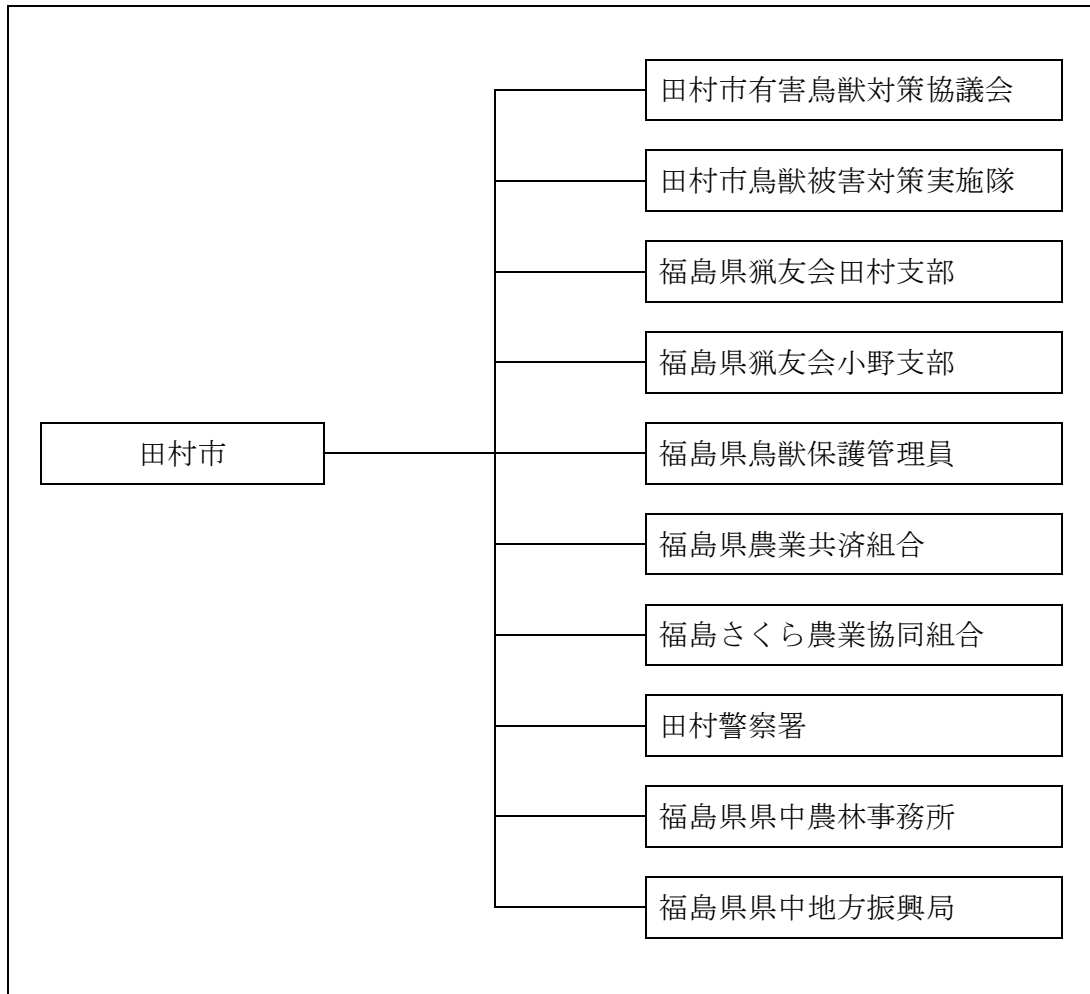 田村市有害鳥獣対策協議会
田村市鳥獣被害対策実施隊
福島県猟友会田村支部
福島県猟友会小野支部
田村市
福島県鳥獣保護管理員
福島県農業共済組合
福島さくら農業協同組合
田村警察署
福島県県中農林事務所
福島県県中地方振興局